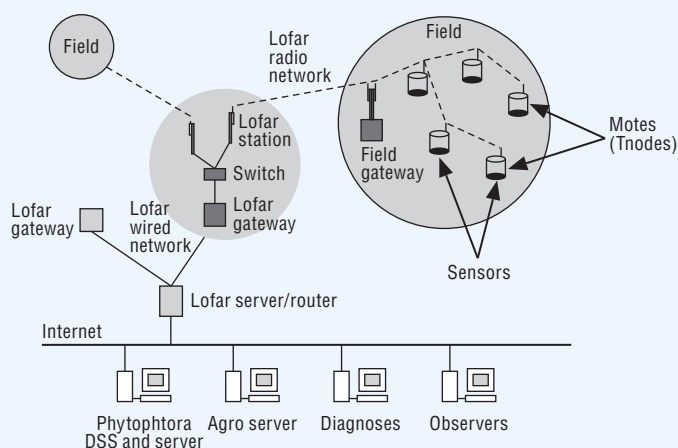 Field
Lofar
radio
network
Field
Lofar
station
Switch
Field
gateway
Motes
(Tnodes)
Lofar
gateway
Lofar
wired
network
Lofar
gateway
Sensors
Lofar server/router
Internet
Phytophtora
DSS and server
Agro server
Diagnoses
Observers